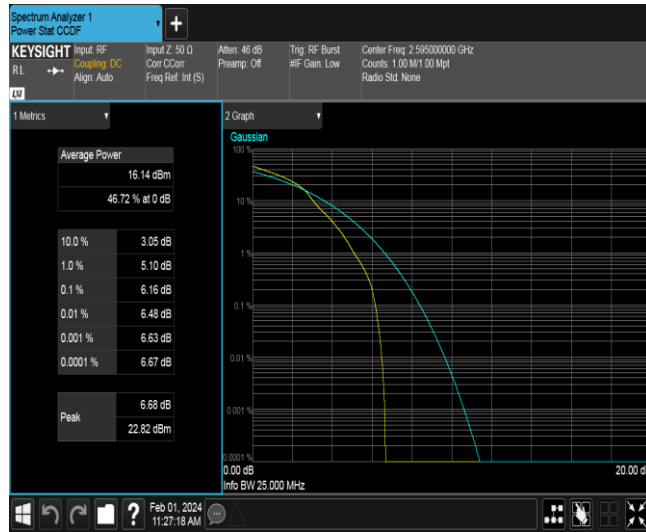 Spectrum Analyzer 1
Power Stat CCDF
+
KEYSIGHT
RL
LXI
Input: RF
Coupling: DC
Align: Auto
Input Z: 50 Ω
Corr CCorr
Freq Ref: Int (S)
Atten: 46 dB
Preamp: Off
Trig: RF Burst
#IF Gain: Low
Center Freq: 2.595000000 GHz
Counts: 1.00 M/1.00 Mpt
Radio Std: None
1 Metrics
Average Power
16.14 dBm
46.72 % at 0 dB
10.0 % 3.05 dB
1.0 % 5.10 dB
0.1 % 6.16 dB
0.01 % 6.48 dB
0.001 % 6.63 dB
0.0001 % 6.67 dB
Peak
6.68 dB
22.82 dBm
2 Graph
Gaussian
100 %
10 %
1 %
0.1 %
0.01 %
0.001 %
0.0001 %
0.00 dB
20.00 d
Info BW 25.000 MHz
?
Feb 01, 2024
11:27:18 AM